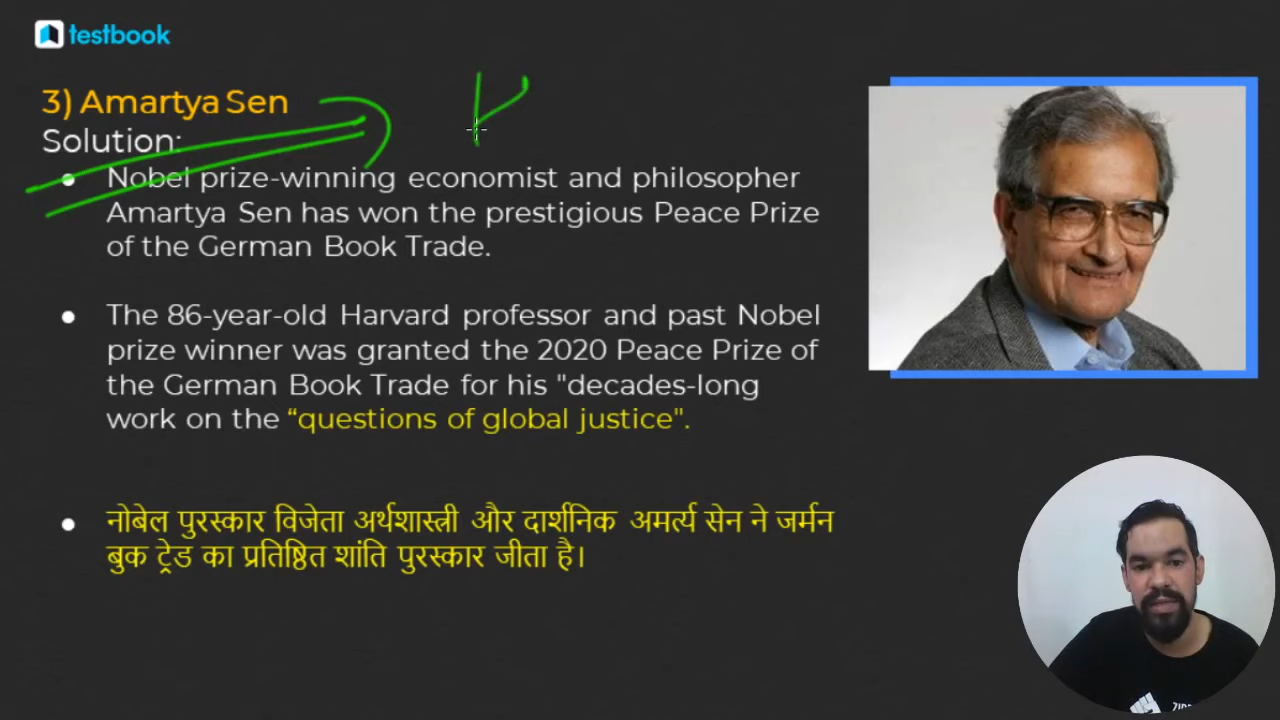 testbook
3) Amartya Sen
Solution:
• Nobel prize-winning economist and philosopher
Amartya Sen has won the prestigious Peace Prize
of the German Book Trade.
• The 86-year-old Harvard professor and past Nobel
prize winner was granted the 2020 Peace Prize of
the German Book Trade for his "decades-long
work on the “questions of global justice".
• नोबेल पुरस्कार विजेता अर्थशास्त्री और दार्शनिक अमर्त्य सेन ने जर्मन
बुक ट्रेड का प्रतिष्ठित शांति पुरस्कार जीता है।